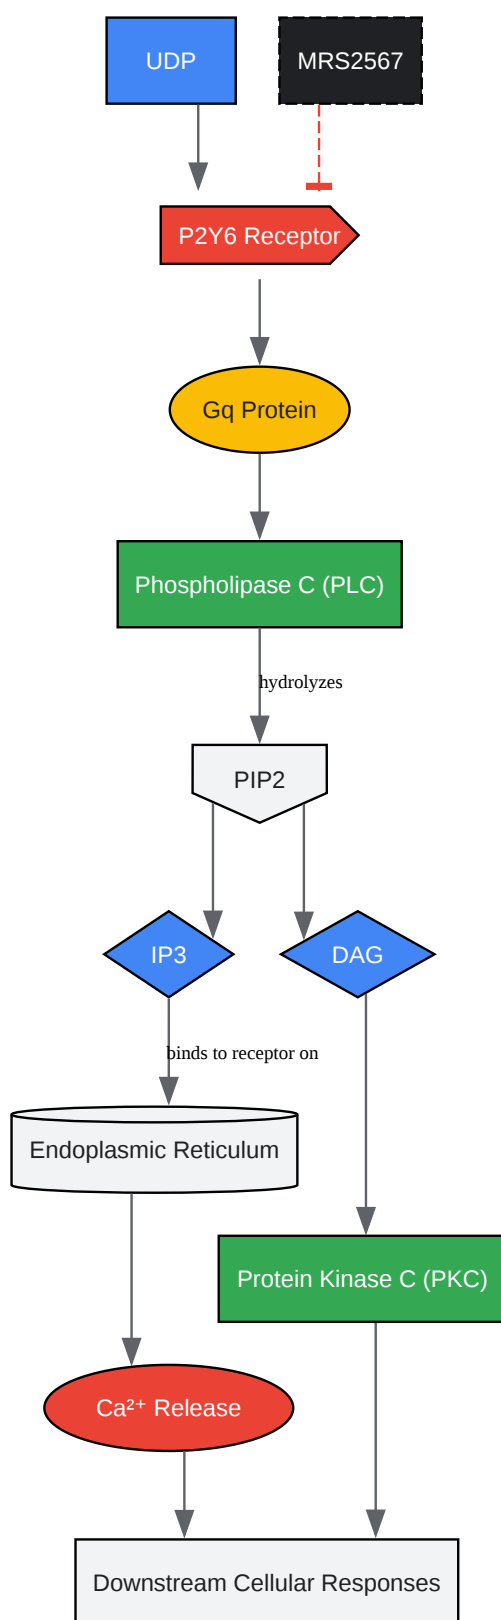 UDP
MRS2567
P2Y6 Receptor
Gq Protein
Phospholipase C (PLC)
hydrolyzes
PIP2
IP3
DAG
binds to receptor on
Endoplasmic Reticulum
Protein Kinase C (PKC)
Ca²⁺ Release
Downstream Cellular Responses